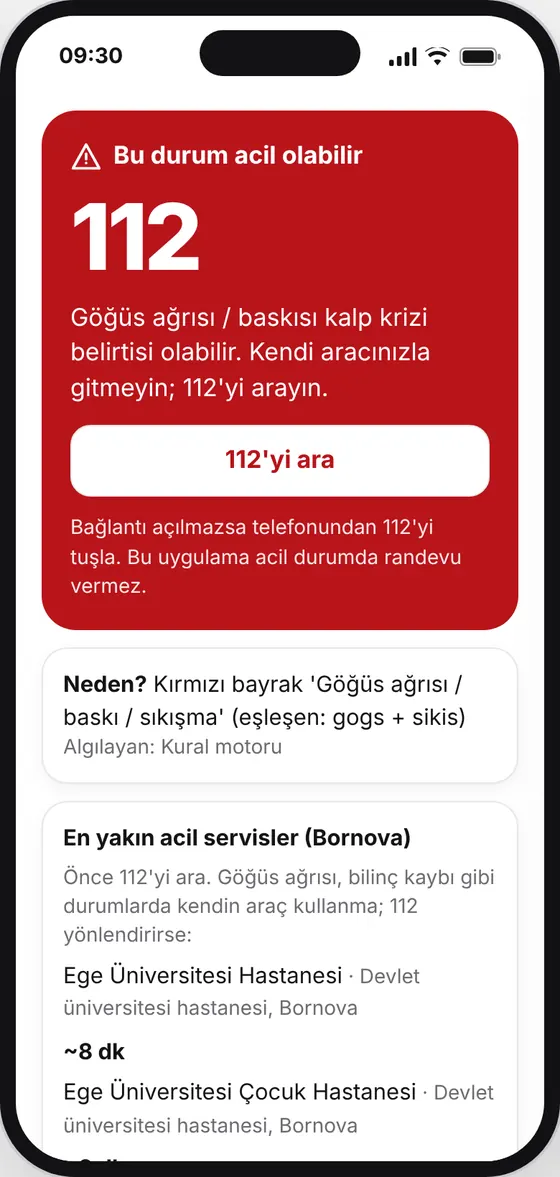 09:30
Bu durum acil olabilir
112
Göğüs ağrısı / baskısı kalp krizi
belirtisi olabilir. Kendi aracınızla
gitmeyin; 112'yi arayın.
112'yi ara
Bağlantı açılmazsa telefonundan 112'yi
tuşla. Bu uygulama acil durumda randevu
vermez.
Neden? Kırmızı bayrak 'Göğüs ağrısı /
baskı / sıkışma' (eşleşen: gogs + sikis)
Algılayan: Kural motoru
En yakın acil servisler (Bornova)
Önce 112'yi ara. Göğüs ağrısı, bilinç kaybı gibi
durumlarda kendin araç kullanma; 112
yönlendirirse:
Ege Üniversitesi Hastanesi · Devlet
üniversitesi hastanesi, Bornova
~8 dk
Ege Üniversitesi Çocuk Hastanesi · Devlet
üniversitesi hastanesi, Bornova